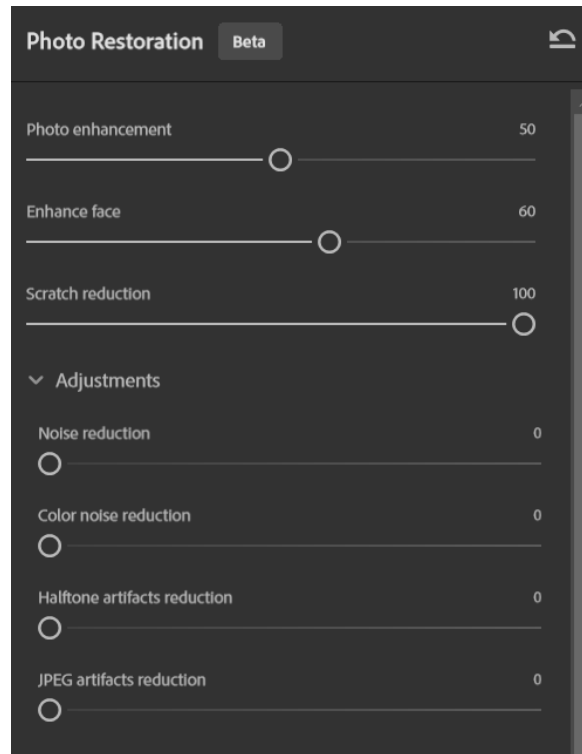 Photo Restoration Beta
Photo enhancement 50
Enhance face 60
Scratch reduction 100
Adjustments
Noise reduction 0
Color noise reduction 0
Halftone artifacts reduction 0
JPEG artifacts reduction 0